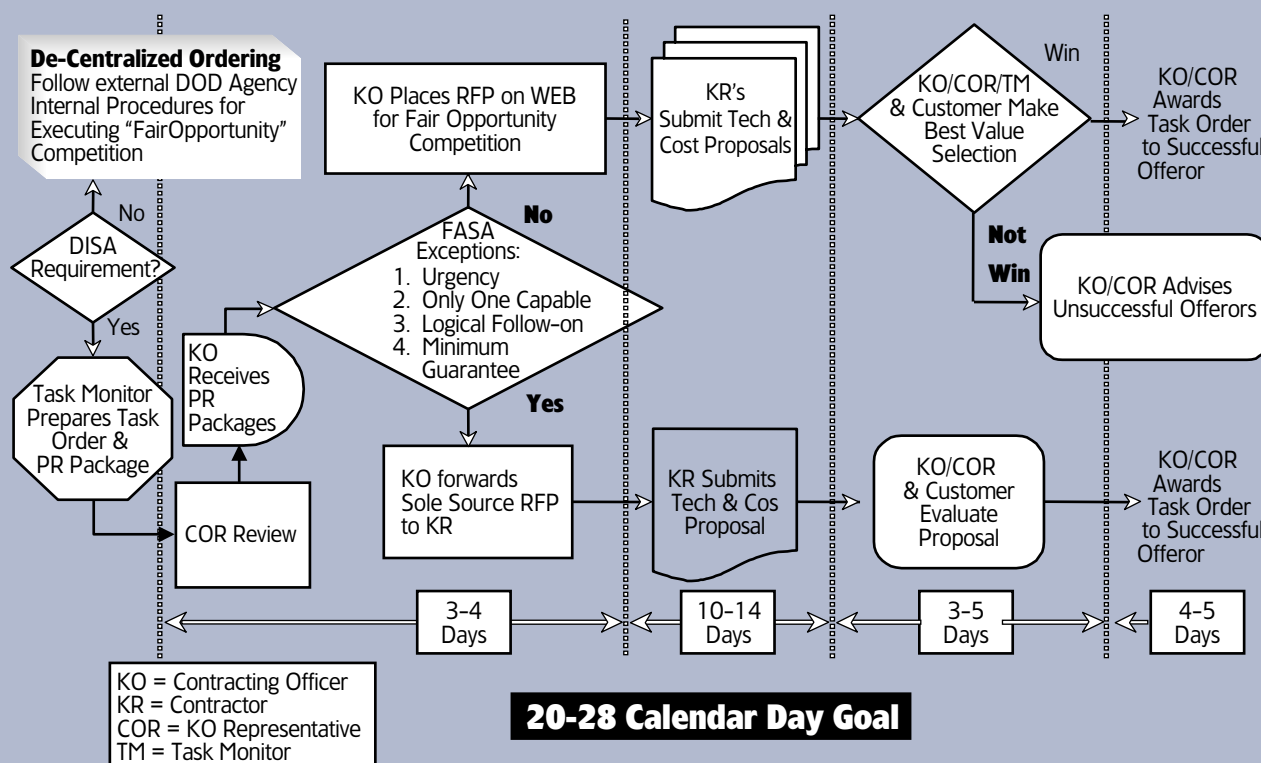 De-Centralized Ordering
Follow external DOD Agency
Internal Procedures for
Executing "FairOpportunity"
Competition
No
DISA
Requirement?
Yes
Task Monitor
Prepares Task
Order &
PR Package
COR Review
KO
Receives
PR
Packages
KO Places RFP on WEB
for Fair Opportunity
Competition
No
FASA
Exceptions:
1. Urgency
2. Only One Capable
3. Logical Follow-on
4. Minimum
Guarantee
Yes
KO forwards
Sole Source RFP
to KR
KR's
Submit Tech &
Cost Proposals
KR Submits
Tech & Cos
Proposal
KO/COR/TM
& Customer Make
Best Value
Selection
Win
Not
Win
KO/COR
Awards
Task Order
to Successful
Offeror
KO/COR Advises
Unsuccessful Offerors
KO/COR
& Customer
Evaluate
Proposal
KO/COR
Awards
Task Order
to Successful
Offeror
3-4
Days
10-14
Days
3-5
Days
4-5
Days
KO = Contracting Officer
KR = Contractor
COR = KO Representative
TM = Task Monitor
20-28 Calendar Day Goal